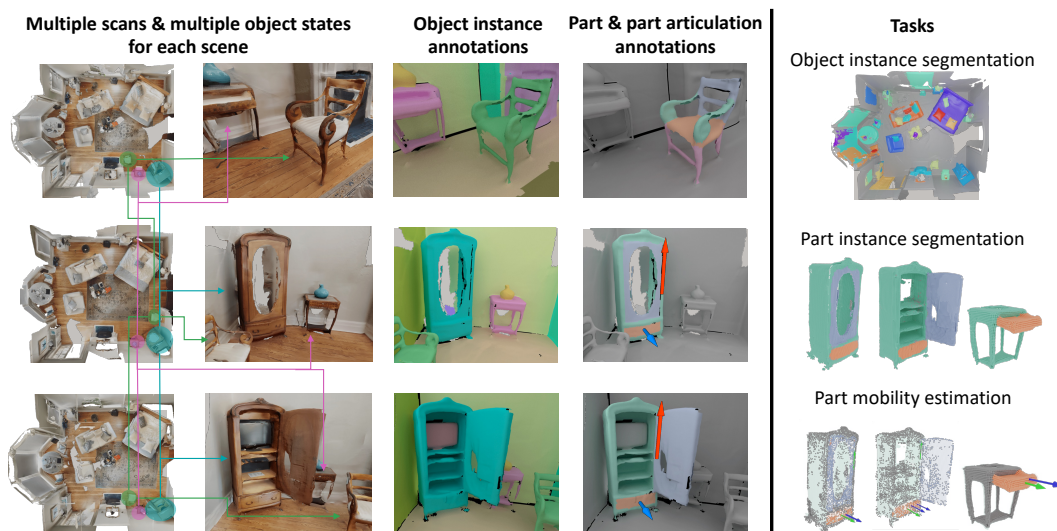 Multiple scans & multiple object states
for each scene
Object instance
annotations
Part & part articulation
annotations
Tasks
Object instance segmentation
Part instance segmentation
Part mobility estimation